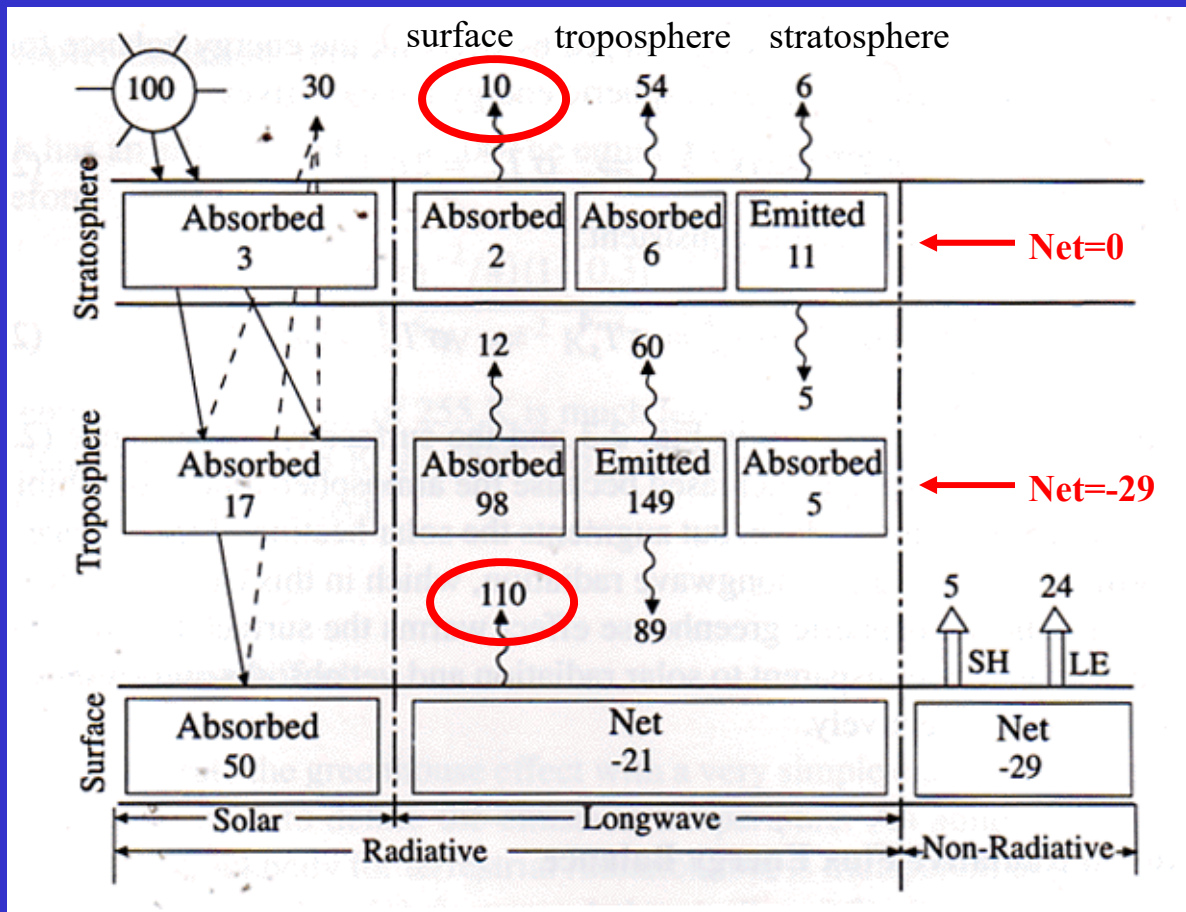 surface troposphere stratosphere
100 30 10 54 6
Stratosphere
Absorbed Absorbed Absorbed Emitted
3 2 6 11
Net=0
12 60
5
Troposphere
Absorbed Absorbed Emitted Absorbed
17 98 149 5
Net=-29
110 89
5 24
SH LE
Surface
Absorbed Net Net
50 -21 -29
Solar Longwave
Radiative Non-Radiative